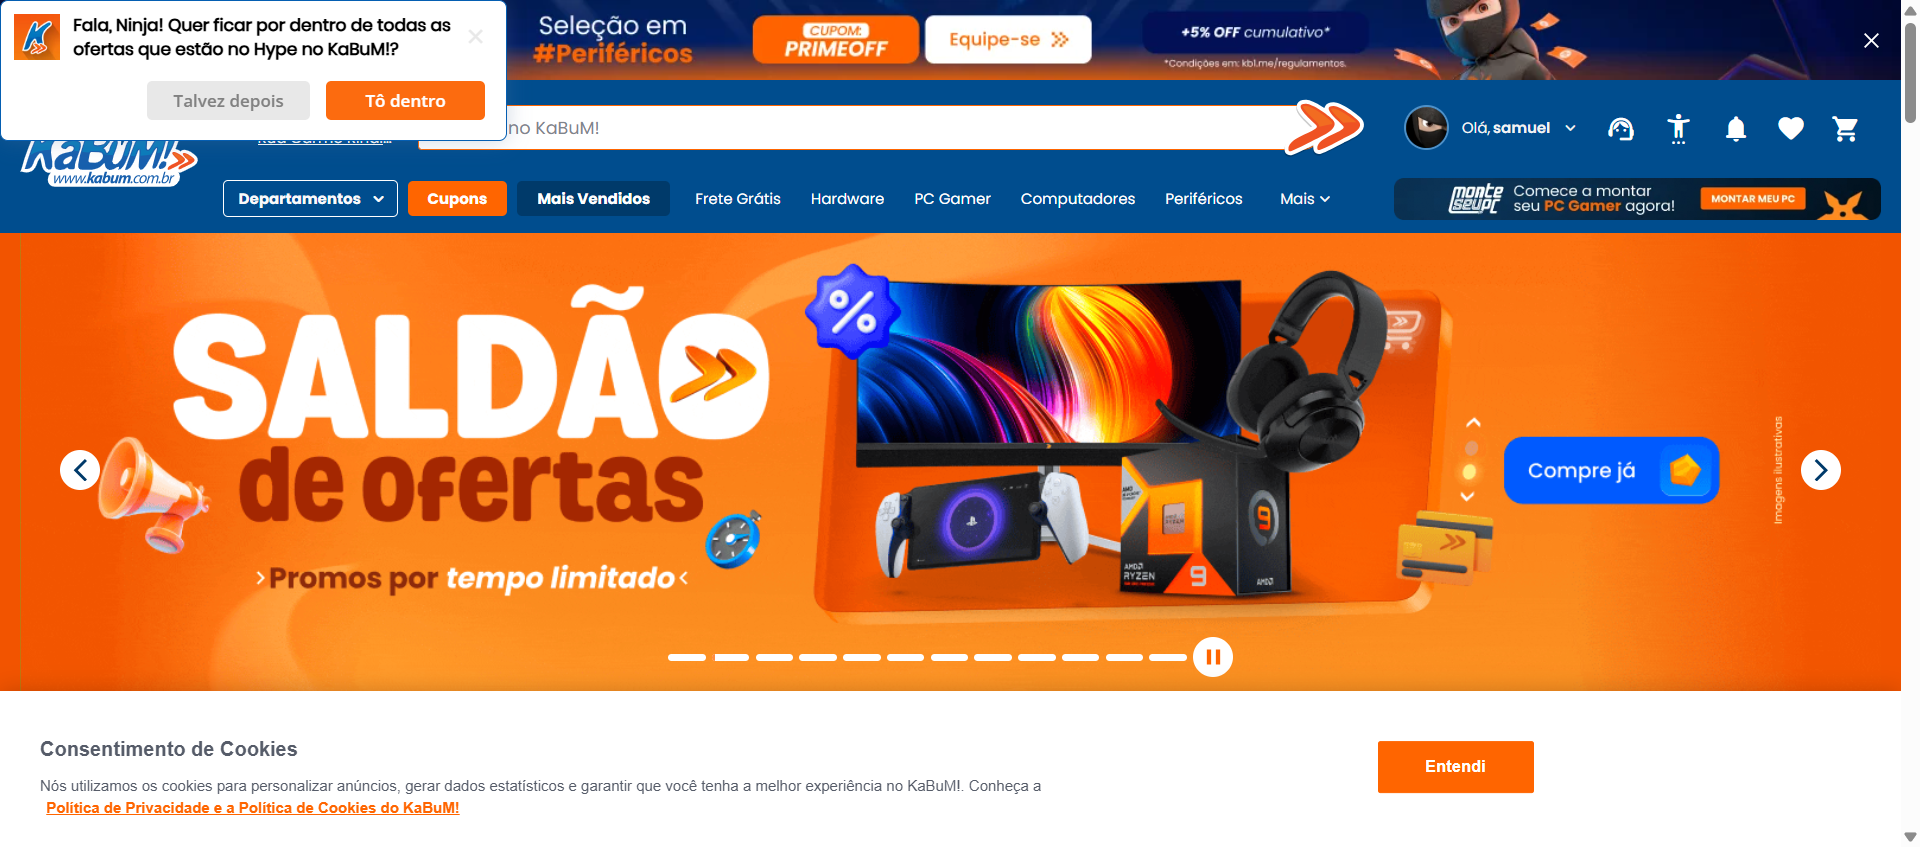 Fala, Ninja! Quer ficar por dentro de todas as
ofertas que estão no Hype no KaBuM!?
Talvez depois
Tô dentro
Seleção em
#Periféricos
CUPOM:
PRIMEOFF
Equipe-se
+5% OFF cumulativo*
*Condições em: kb1.me/regulamentos.
no KaBuM!
Olá, samuel
KaBuM!
www.kabum.com.br
Departamentos
Cupons
Mais Vendidos
Frete Grátis
Hardware
PC Gamer
Computadores
Periféricos
Mais
monte
seu pc
Comece a montar
seu PC Gamer agora!
MONTAR MEU PC
SALDÃO
de ofertas
Promos por tempo limitado
%
AMD
RYZEN
9
AMD
RYZEN
9
AMD
Compre já
Imagens ilustrativas
Consentimento de Cookies
Nós utilizamos os cookies para personalizar anúncios, gerar dados estatísticos e garantir que você tenha a melhor experiência no KaBuM!. Conheça a
Política de Privacidade e a Política de Cookies do KaBuM!
Entendi